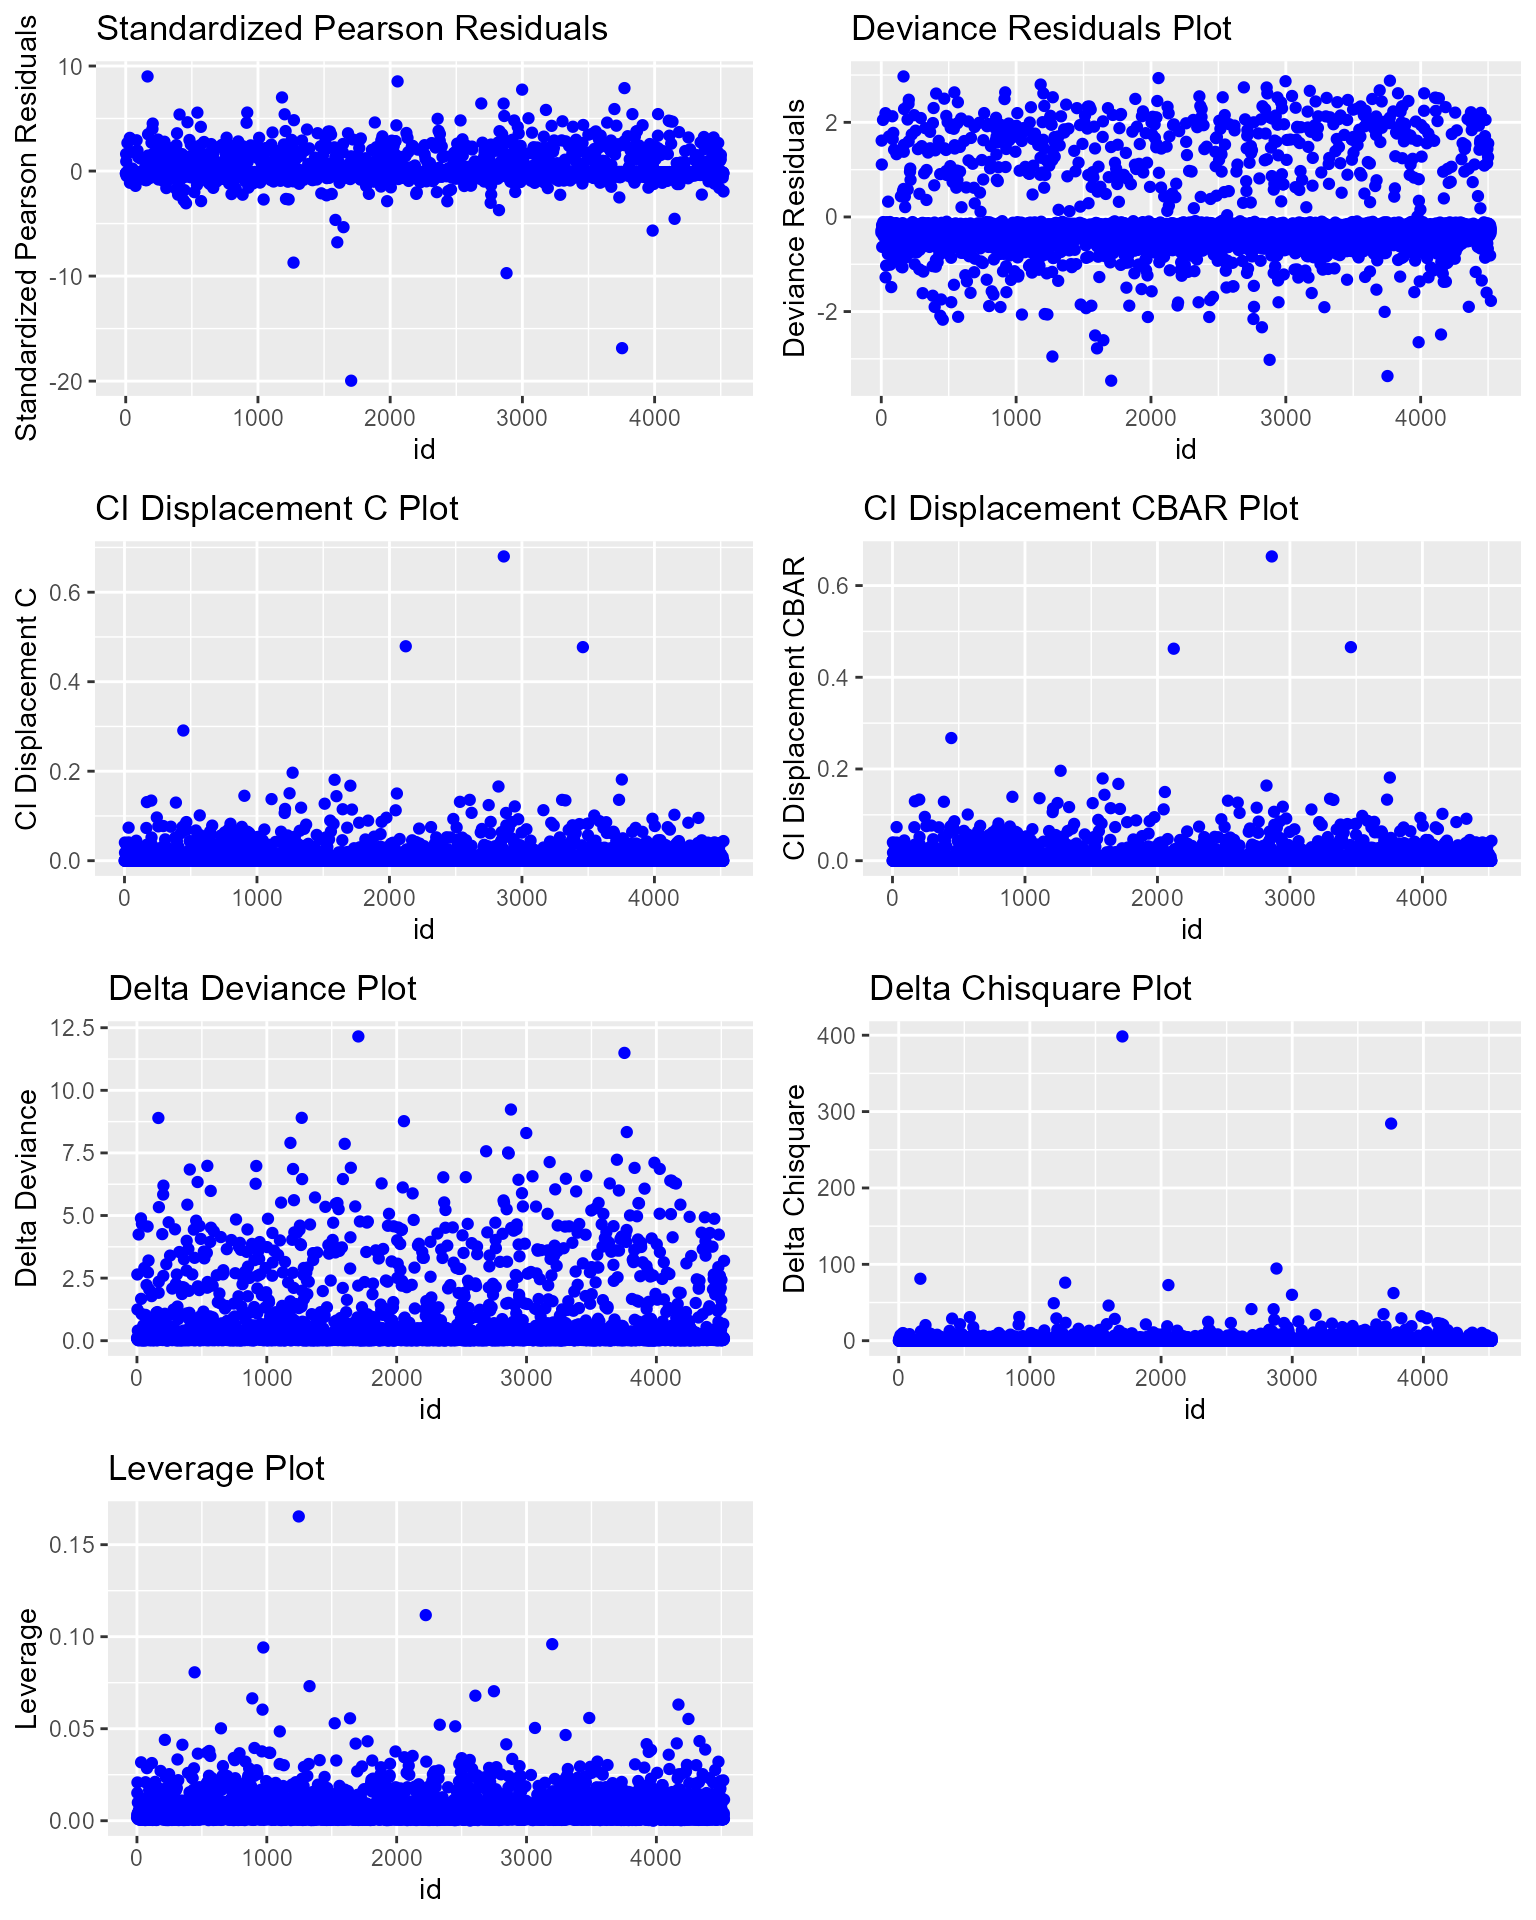 Standardized Pearson Residuals
Standardized Pearson Residuals
10
0
-10
-20
0 1000 2000 3000 4000
id
Deviance Residuals Plot
Deviance Residuals
2
0
-2
0 1000 2000 3000 4000
id
CI Displacement C Plot
CI Displacement C
0.6
0.4
0.2
0.0
0 1000 2000 3000 4000
id
CI Displacement CBAR Plot
CI Displacement CBAR
0.6
0.4
0.2
0.0
0 1000 2000 3000 4000
id
Delta Deviance Plot
Delta Deviance
12.5
10.0
7.5
5.0
2.5
0.0
0 1000 2000 3000 4000
id
Delta Chisquare Plot
Delta Chisquare
400
300
200
100
0
0 1000 2000 3000 4000
id
Leverage Plot
Leverage
0.15
0.10
0.05
0.00
0 1000 2000 3000 4000
id